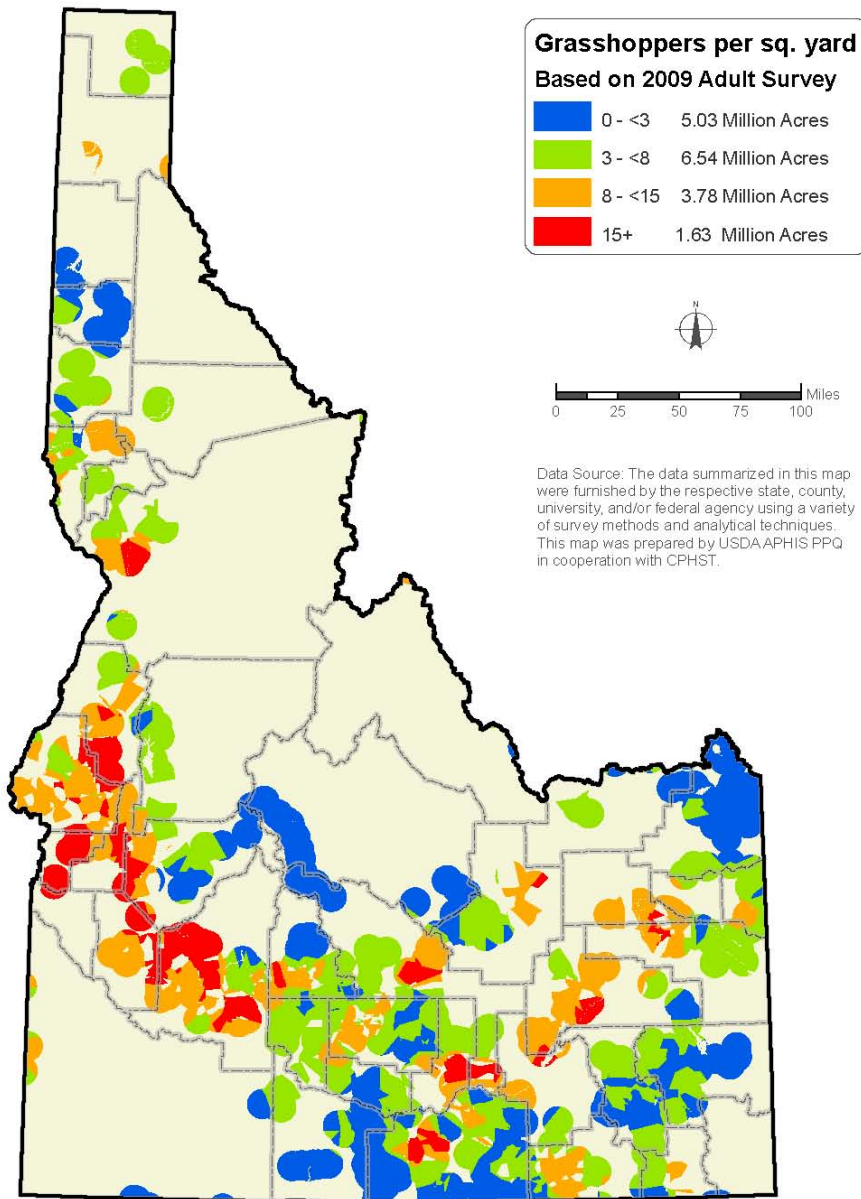 Grasshoppers per sq. yard
Based on 2009 Adult Survey
0 - <3 5.03 Million Acres
3 - <8 6.54 Million Acres
8 - <15 3.78 Million Acres
15+ 1.63 Million Acres
N
Miles
0 25 50 75 100
Data Source: The data summarized in this map
were furnished by the respective state, county,
university, and/or federal agency using a variety
of survey methods and analytical techniques.
This map was prepared by USDA APHIS PPQ
in cooperation with CPHST.